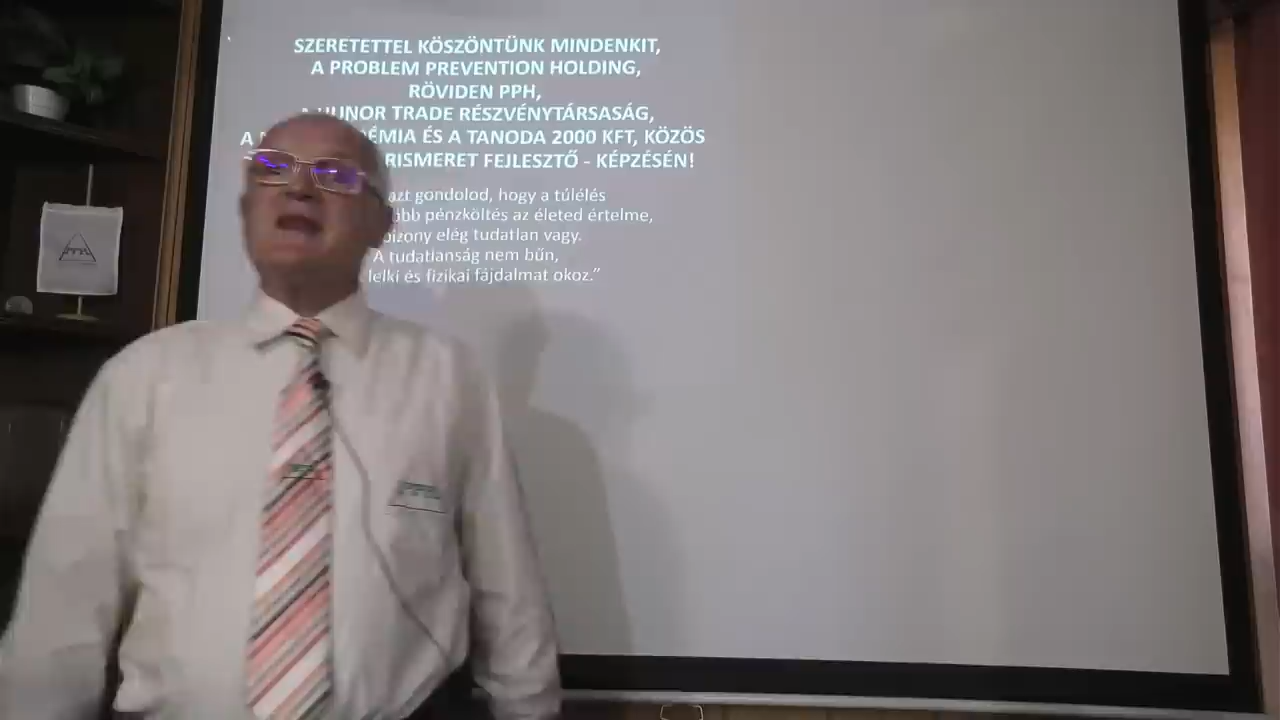 SZERETETTEL KÖSZÖNTÜNK MINDENKIT,
A PROBLEM PREVENTION HOLDING,
RÖVIDEN PPH,
HUNOR TRADE RÉSZVÉNYTÁRSASÁG,
A ÉS A TANODA 2000 KFT, KÖZÖS
FEJLESZTŐ - KÉPZÉSÉN!
azt gondolod, hogy a túlélés
pénzköltés az életed értelme,
bizony elég tudatlan vagy.
A tudatlanság nem bűn,
lelki és fizikai fájdalmat okoz.”